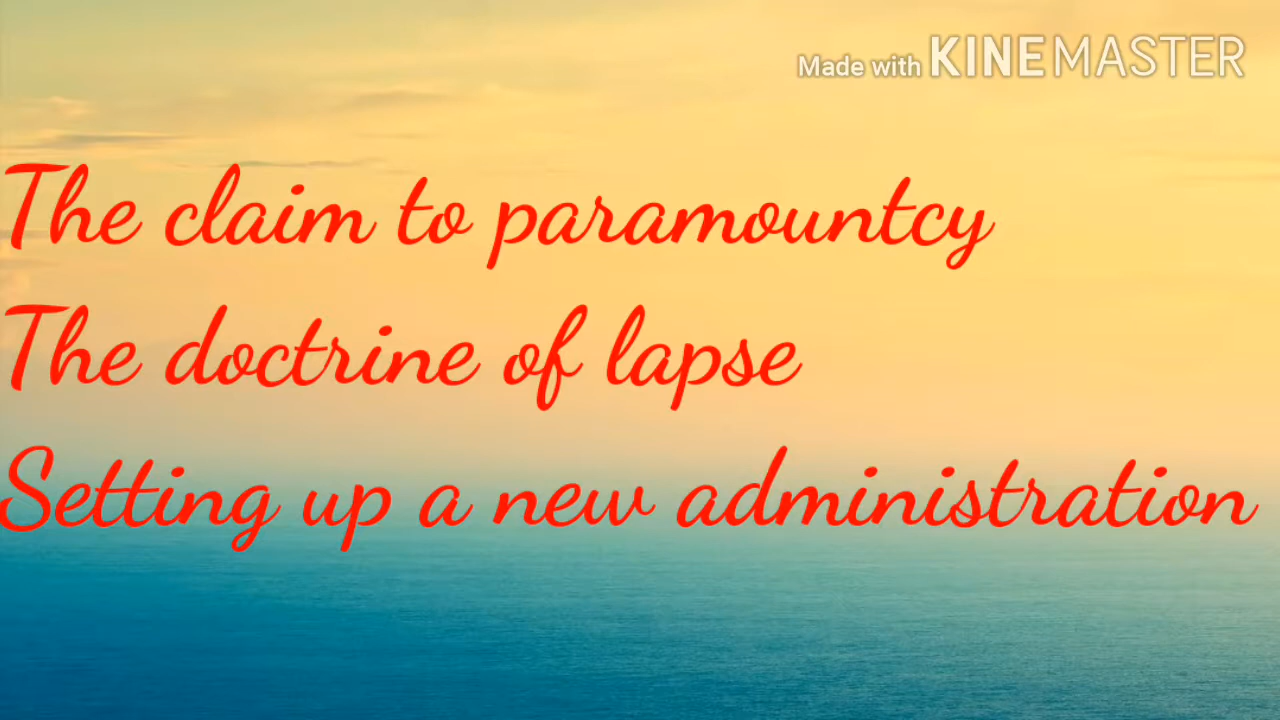 Made with KINEMASTER
The claim to paramountcy
The doctrine of lapse
Setting up a new administration